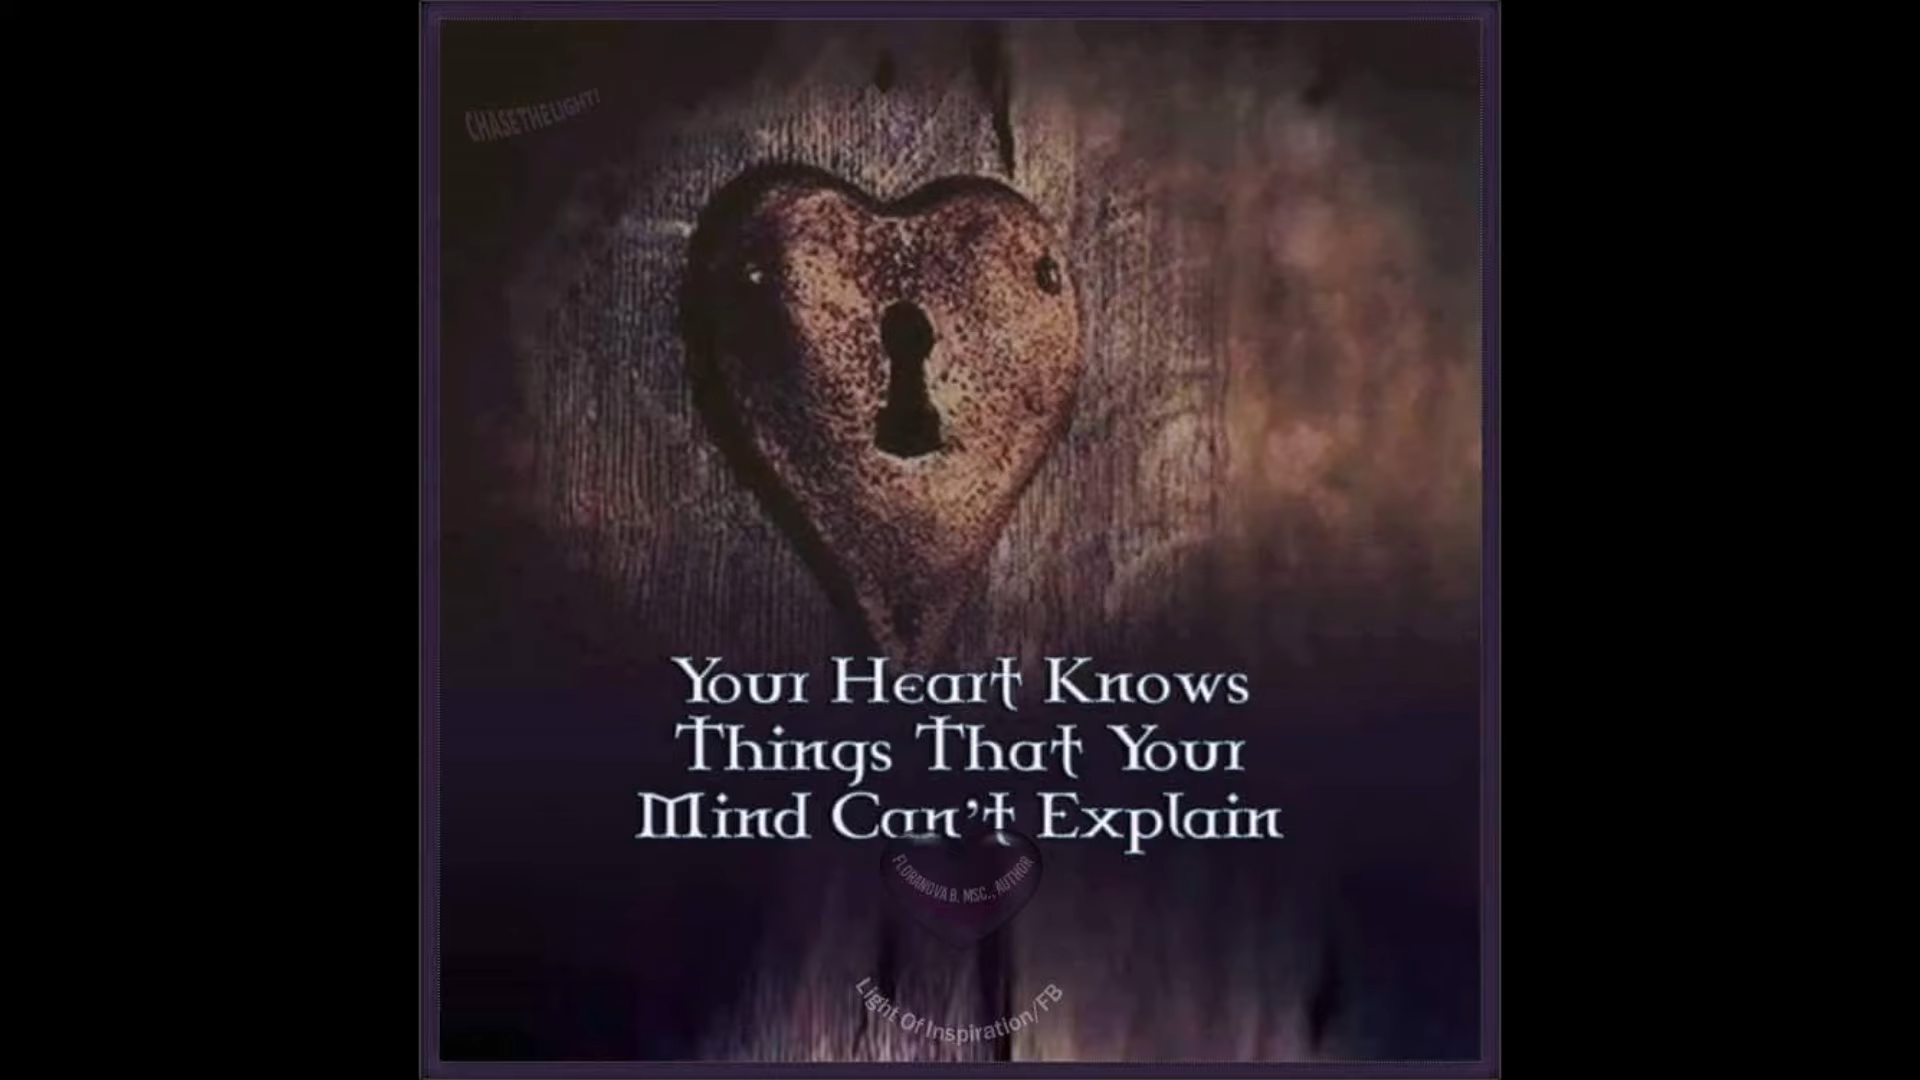 CHASETHELIGHT!
Your Heart Knows
Things That Your
Mind Can't Explain
FLORANOVA B. MSC., AUTHOR
Light Of Inspiration/FB